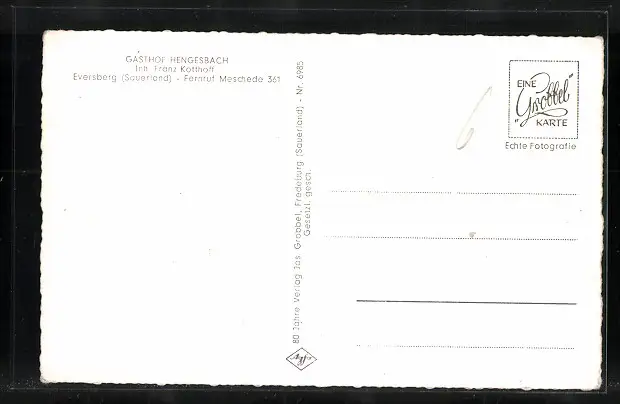 GASTHOF HENGESBACH
Inh. Franz Kotthoff
Eversberg (Sauerland) - Fernruf Meschede 361
80 Jahre Verlag Jos. Grobbel, Fredeburg (Sauerland) - Nr. 6985
Gesetzl. gesch.
Agfa
6
EINE
"Grobbel"
KARTE
Echte Fotografie